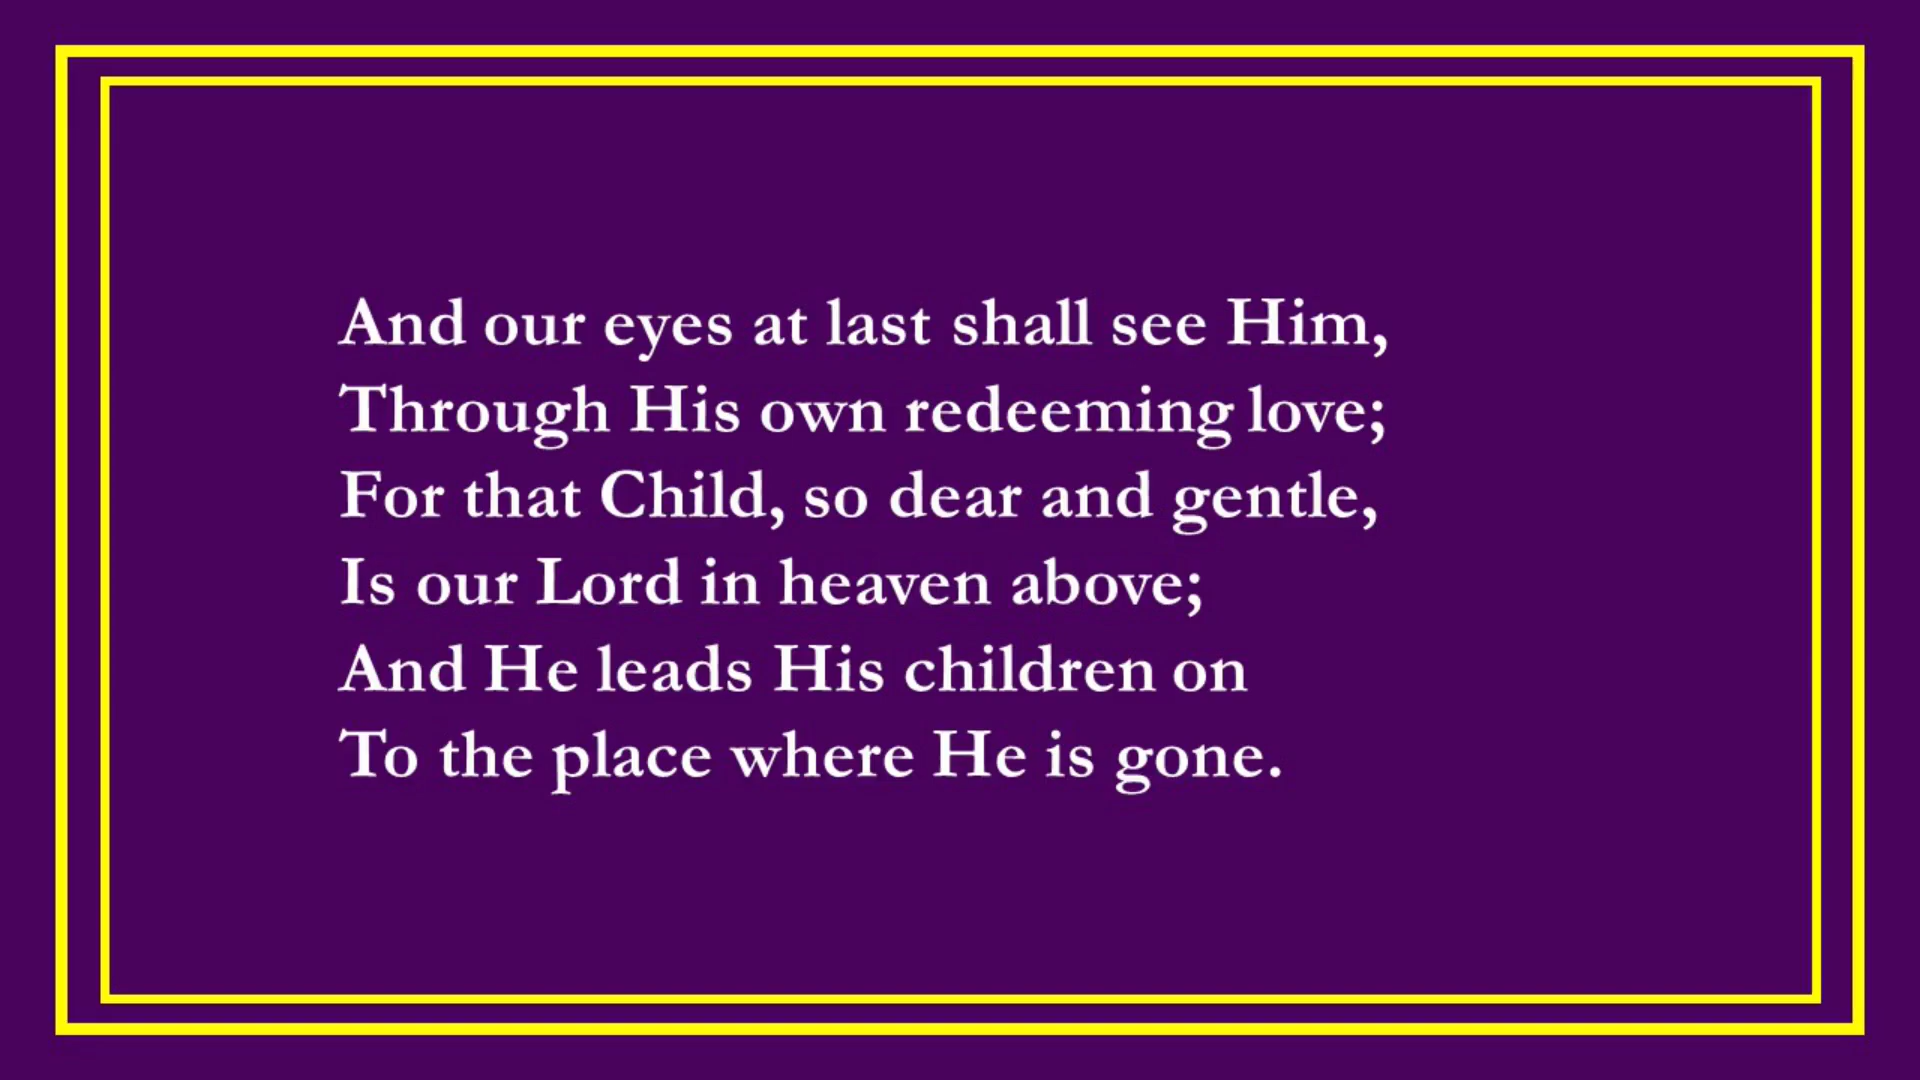 And our eyes at last shall see Him,
Through His own redeeming love;
For that Child, so dear and gentle,
Is our Lord in heaven above;
And He leads His children on
To the place where He is gone.